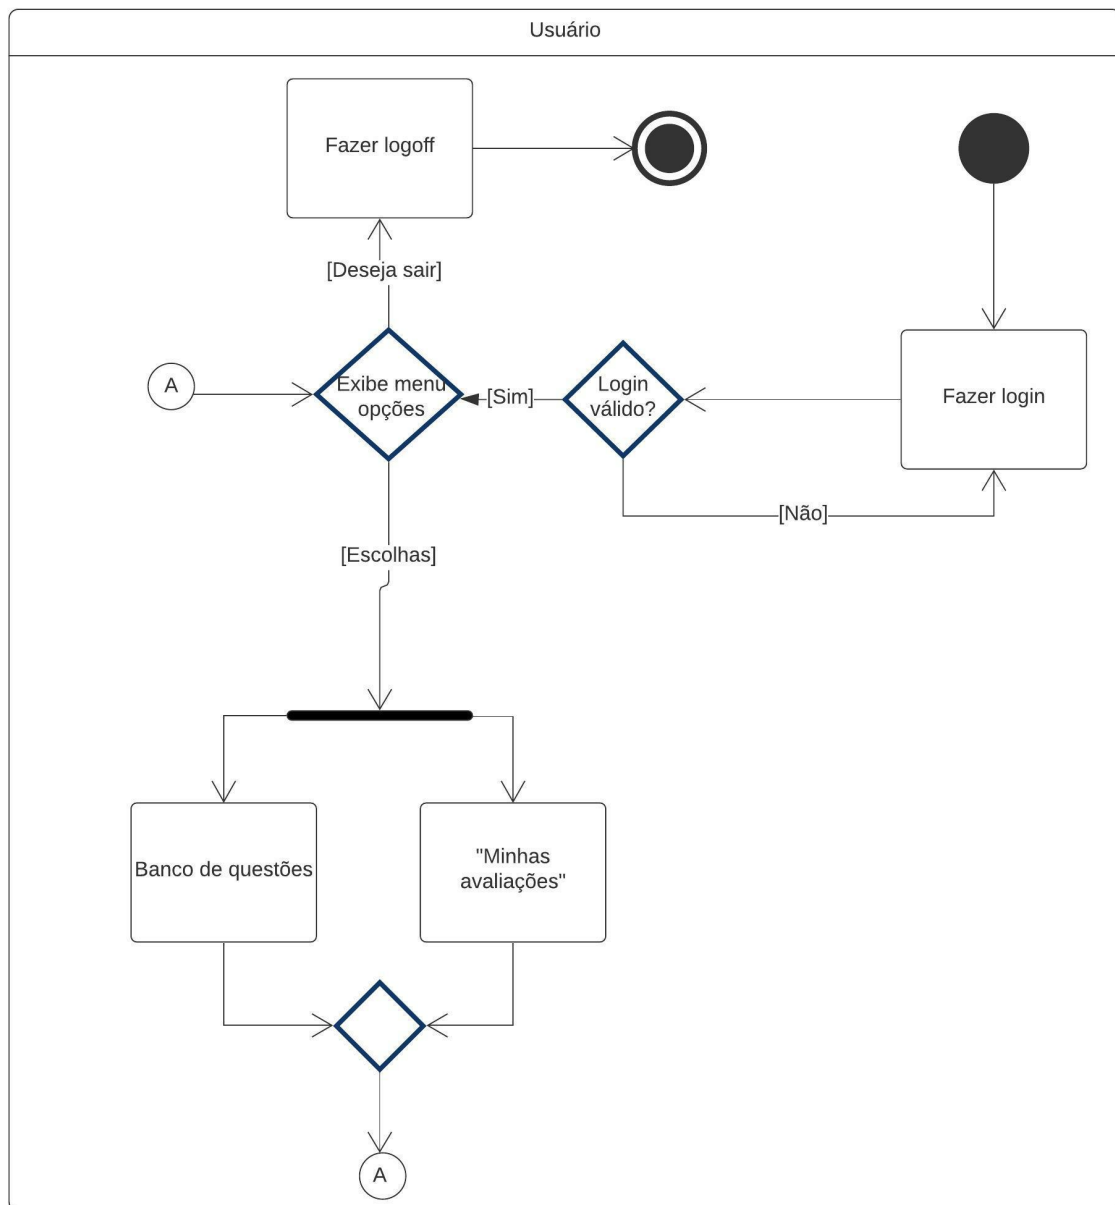 Usuário
Fazer logoff
[Deseja sair]
A
Exibe menu
opções
[Sim]
Login
válido?
Fazer login
[Não]
[Escolhas]
Banco de questões
"Minhas
avaliações"
A